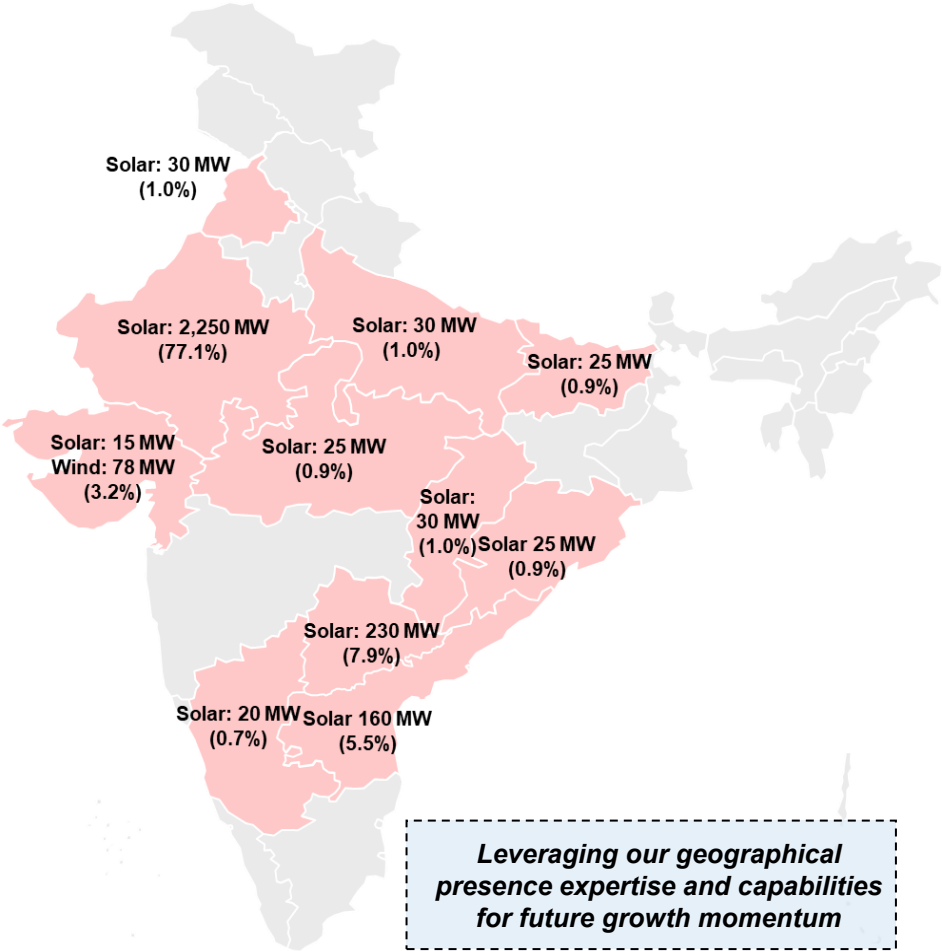 Solar: 30 MW
(1.0%)
Solar: 2,250 MW
(77.1%)
Solar: 30 MW
(1.0%)
Solar: 25 MW
(0.9%)
Solar: 15 MW
Wind: 78 MW
(3.2%)
Solar: 25 MW
(0.9%)
Solar:
30 MW
(1.0%)
Solar 25 MW
(0.9%)
Solar: 230 MW
(7.9%)
Solar: 20 MW
(0.7%)
Solar 160 MW
(5.5%)
Leveraging our geographical
presence expertise and capabilities
for future growth momentum